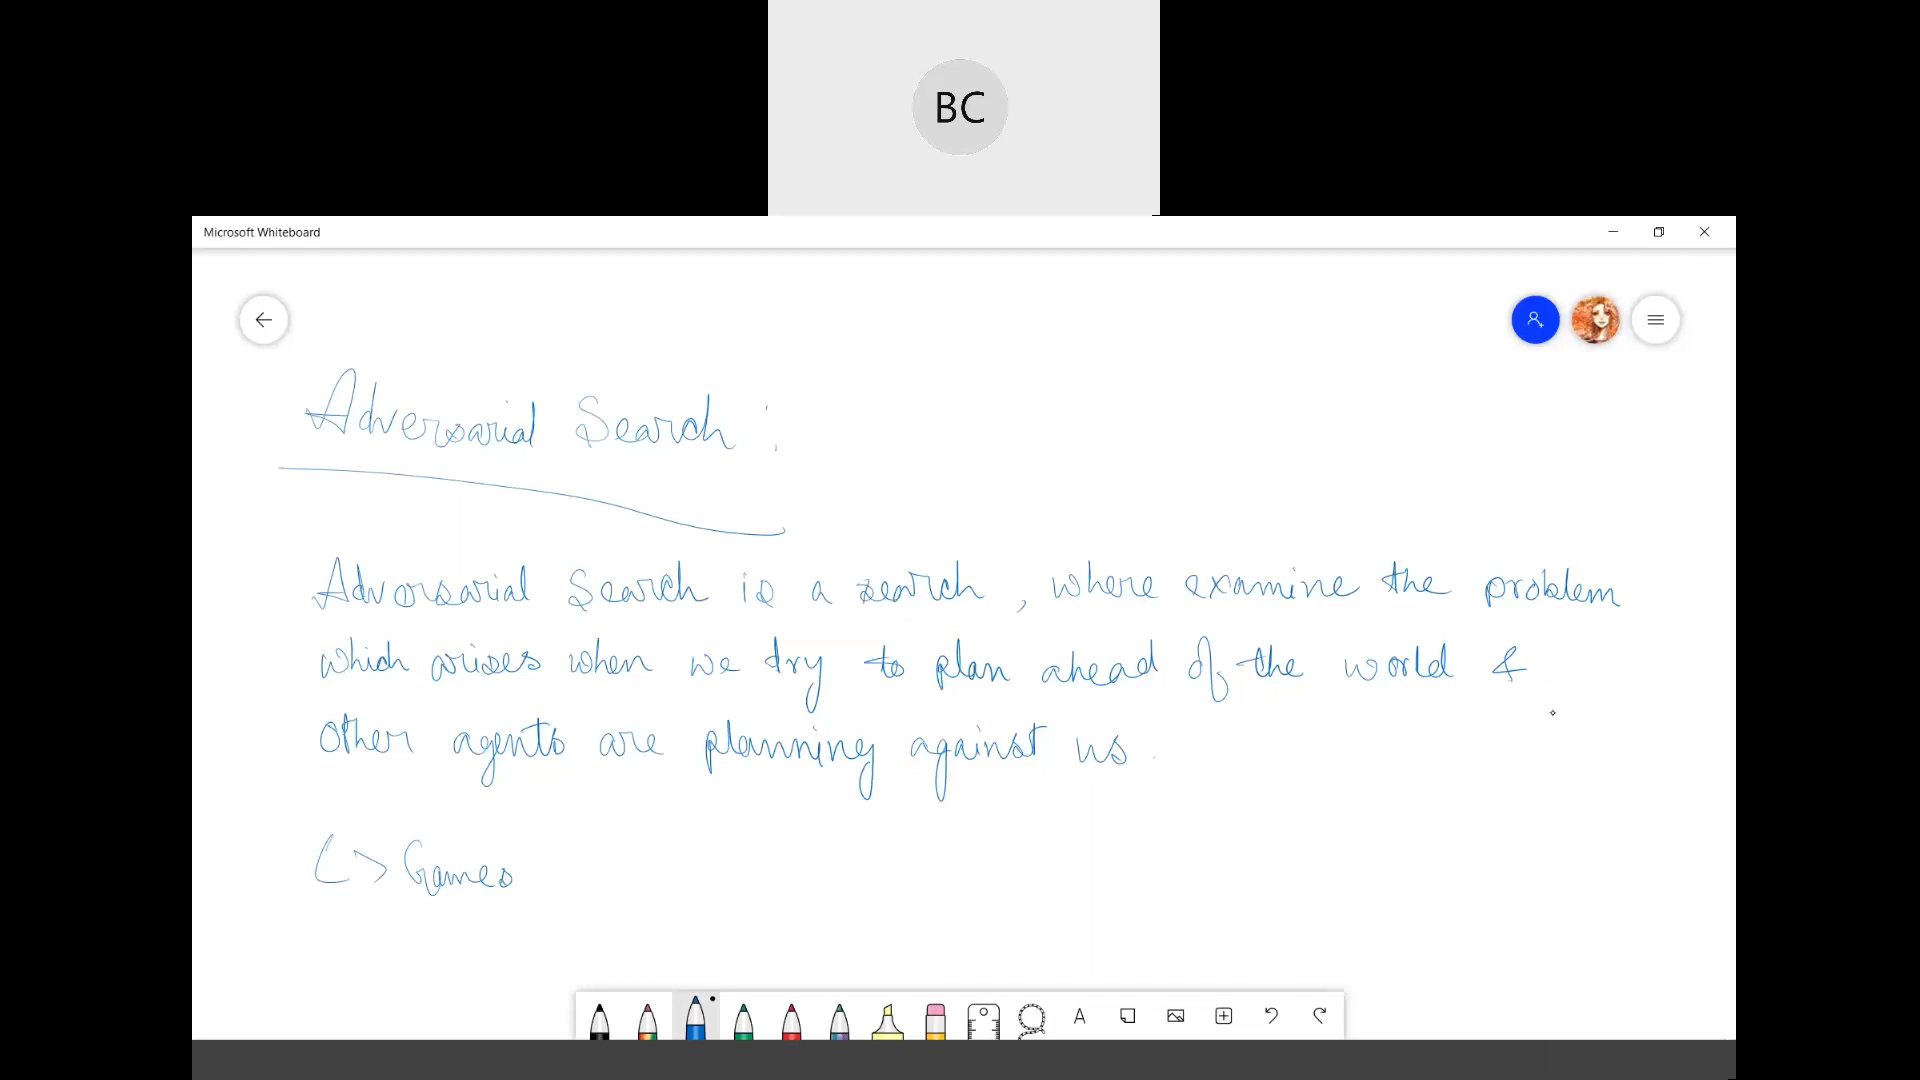 BC
Microsoft Whiteboard
Adversarial Search :
Adversarial Search is a search, where examine the problem
which arises when we try to plan ahead of the world &
other agents are planning against us.
↳ Games
A